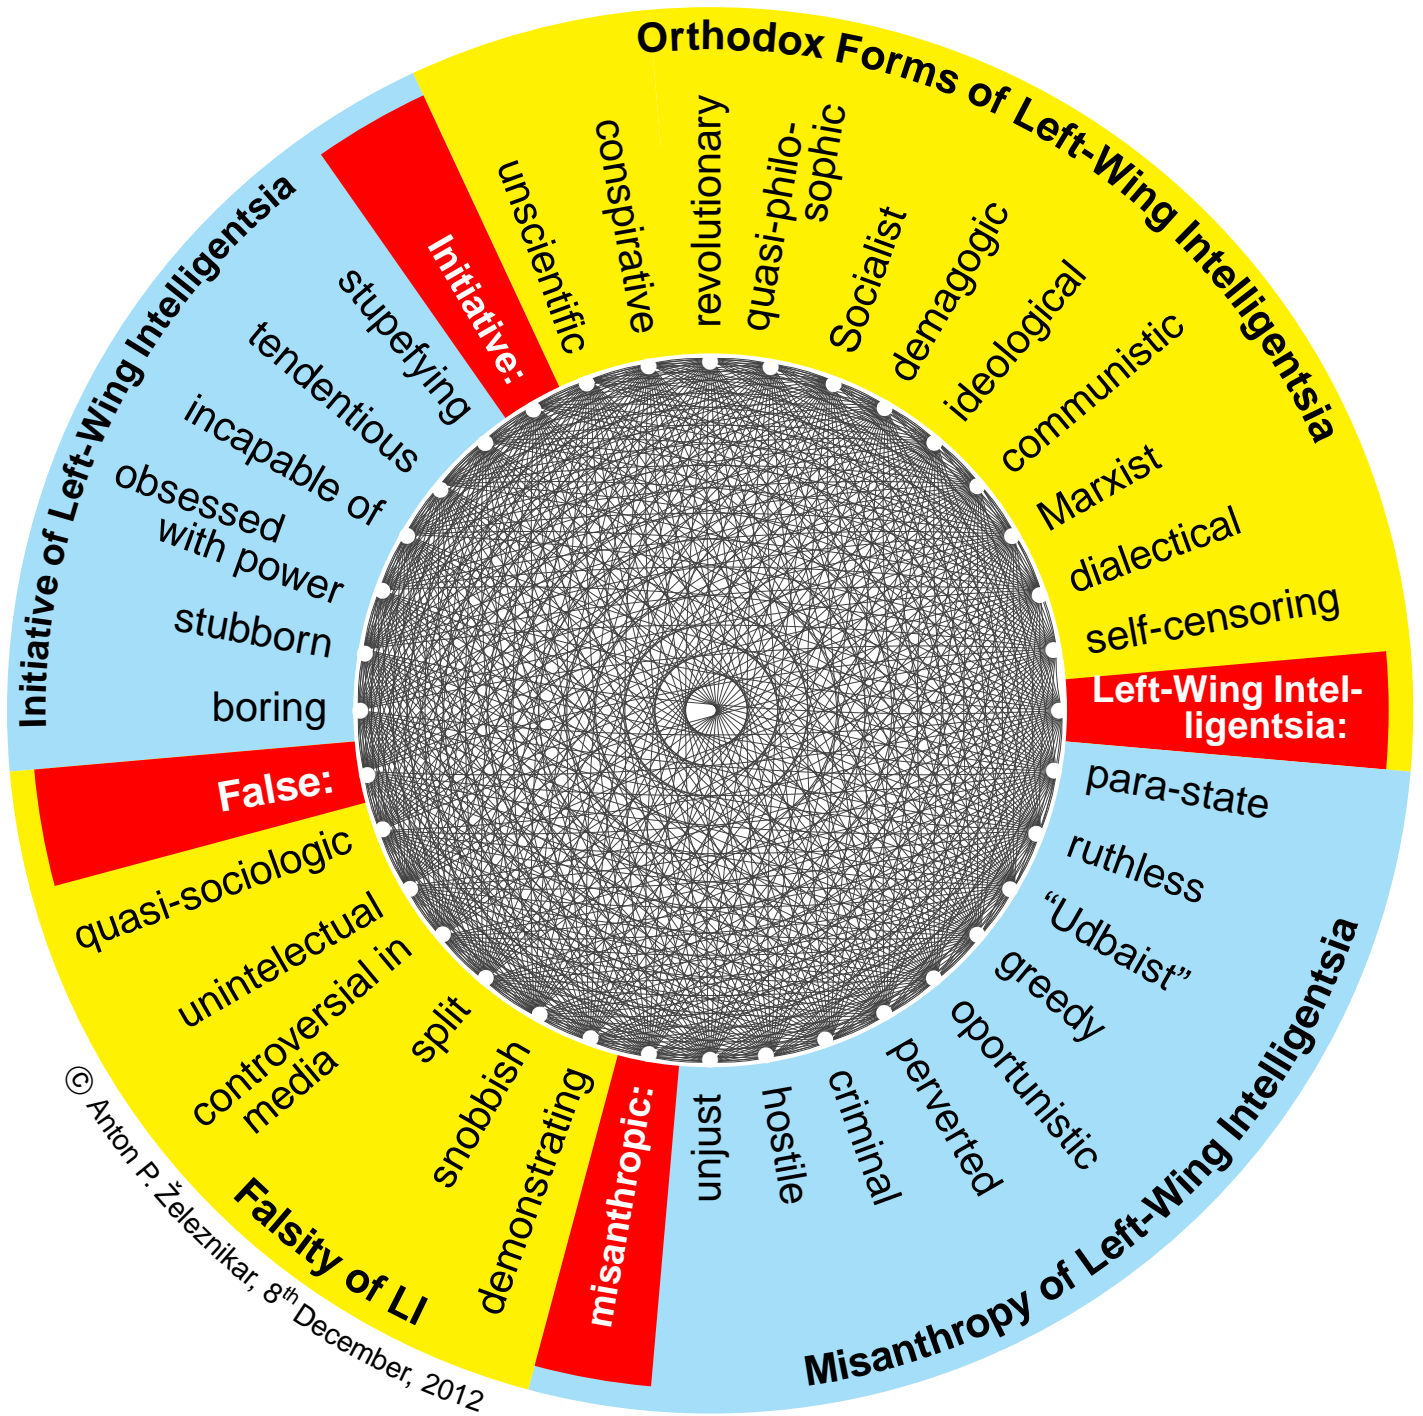 Orthodox Forms of Left-Wing Intelligentsia
Initiative:
unscientific
conspirative
revolutionary
quasi-philo-
sophic
Socialist
demagogic
ideological
communistic
Marxist
dialectical
self-censoring
Left-Wing Intel-
ligentsia:
para-state
ruthless
“Udbaist”
greedy
oportunistic
perverted
criminal
hostile
unjust
Misanthropy of Left-Wing Intelligentsia
misanthropic:
demonstrating
snobbish
split
controversial in
media
unintelectual
quasi-sociologic
Falsity of LI
False:
boring
stubborn
obsessed
with power
incapable of
tendentious
stupefying
Initiative of Left-Wing Intelligentsia
© Anton P. Železnikar, 8th December, 2012